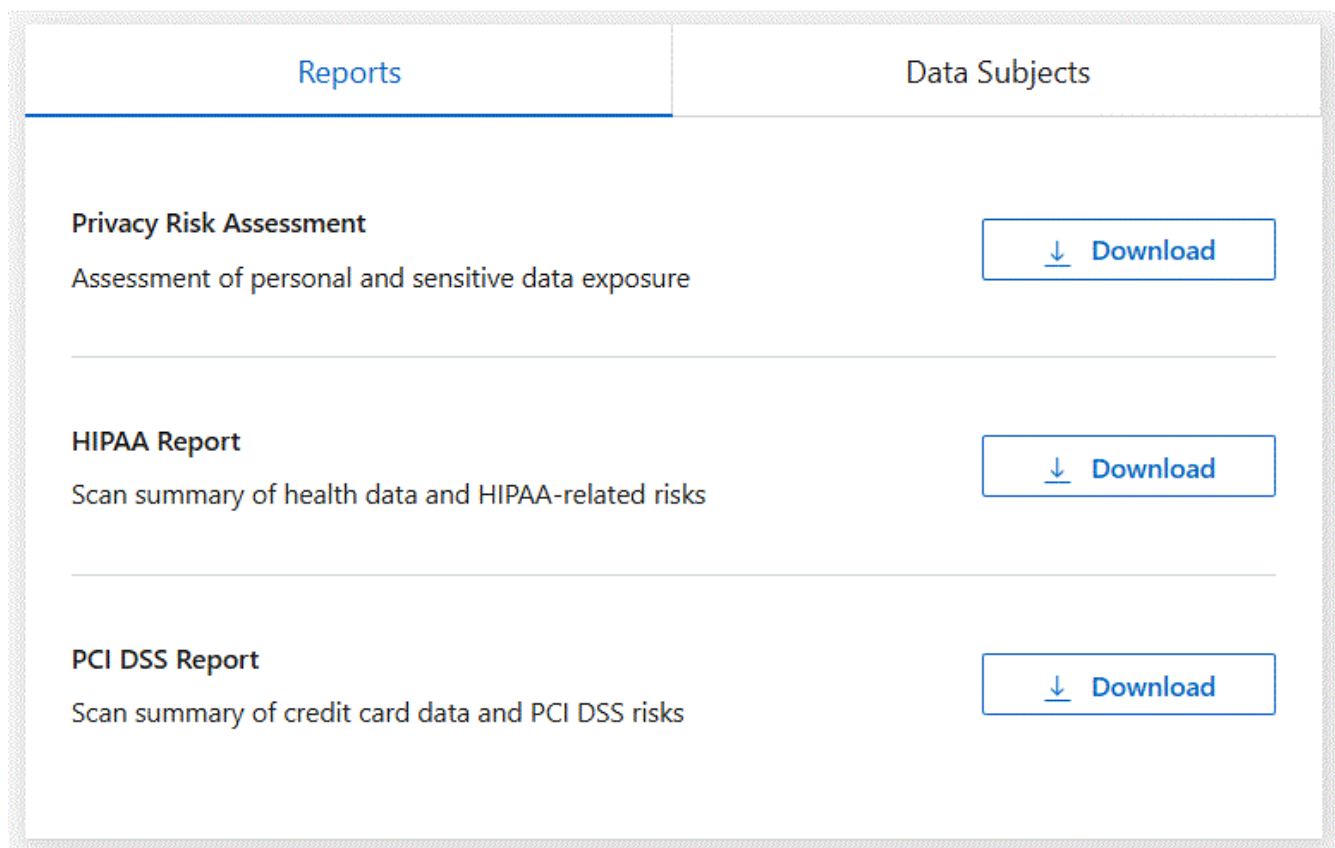 Reports
Data Subjects
Privacy Risk Assessment
Assessment of personal and sensitive data exposure
Download
HIPAA Report
Scan summary of health data and HIPAA-related risks
Download
PCI DSS Report
Scan summary of credit card data and PCI DSS risks
Download